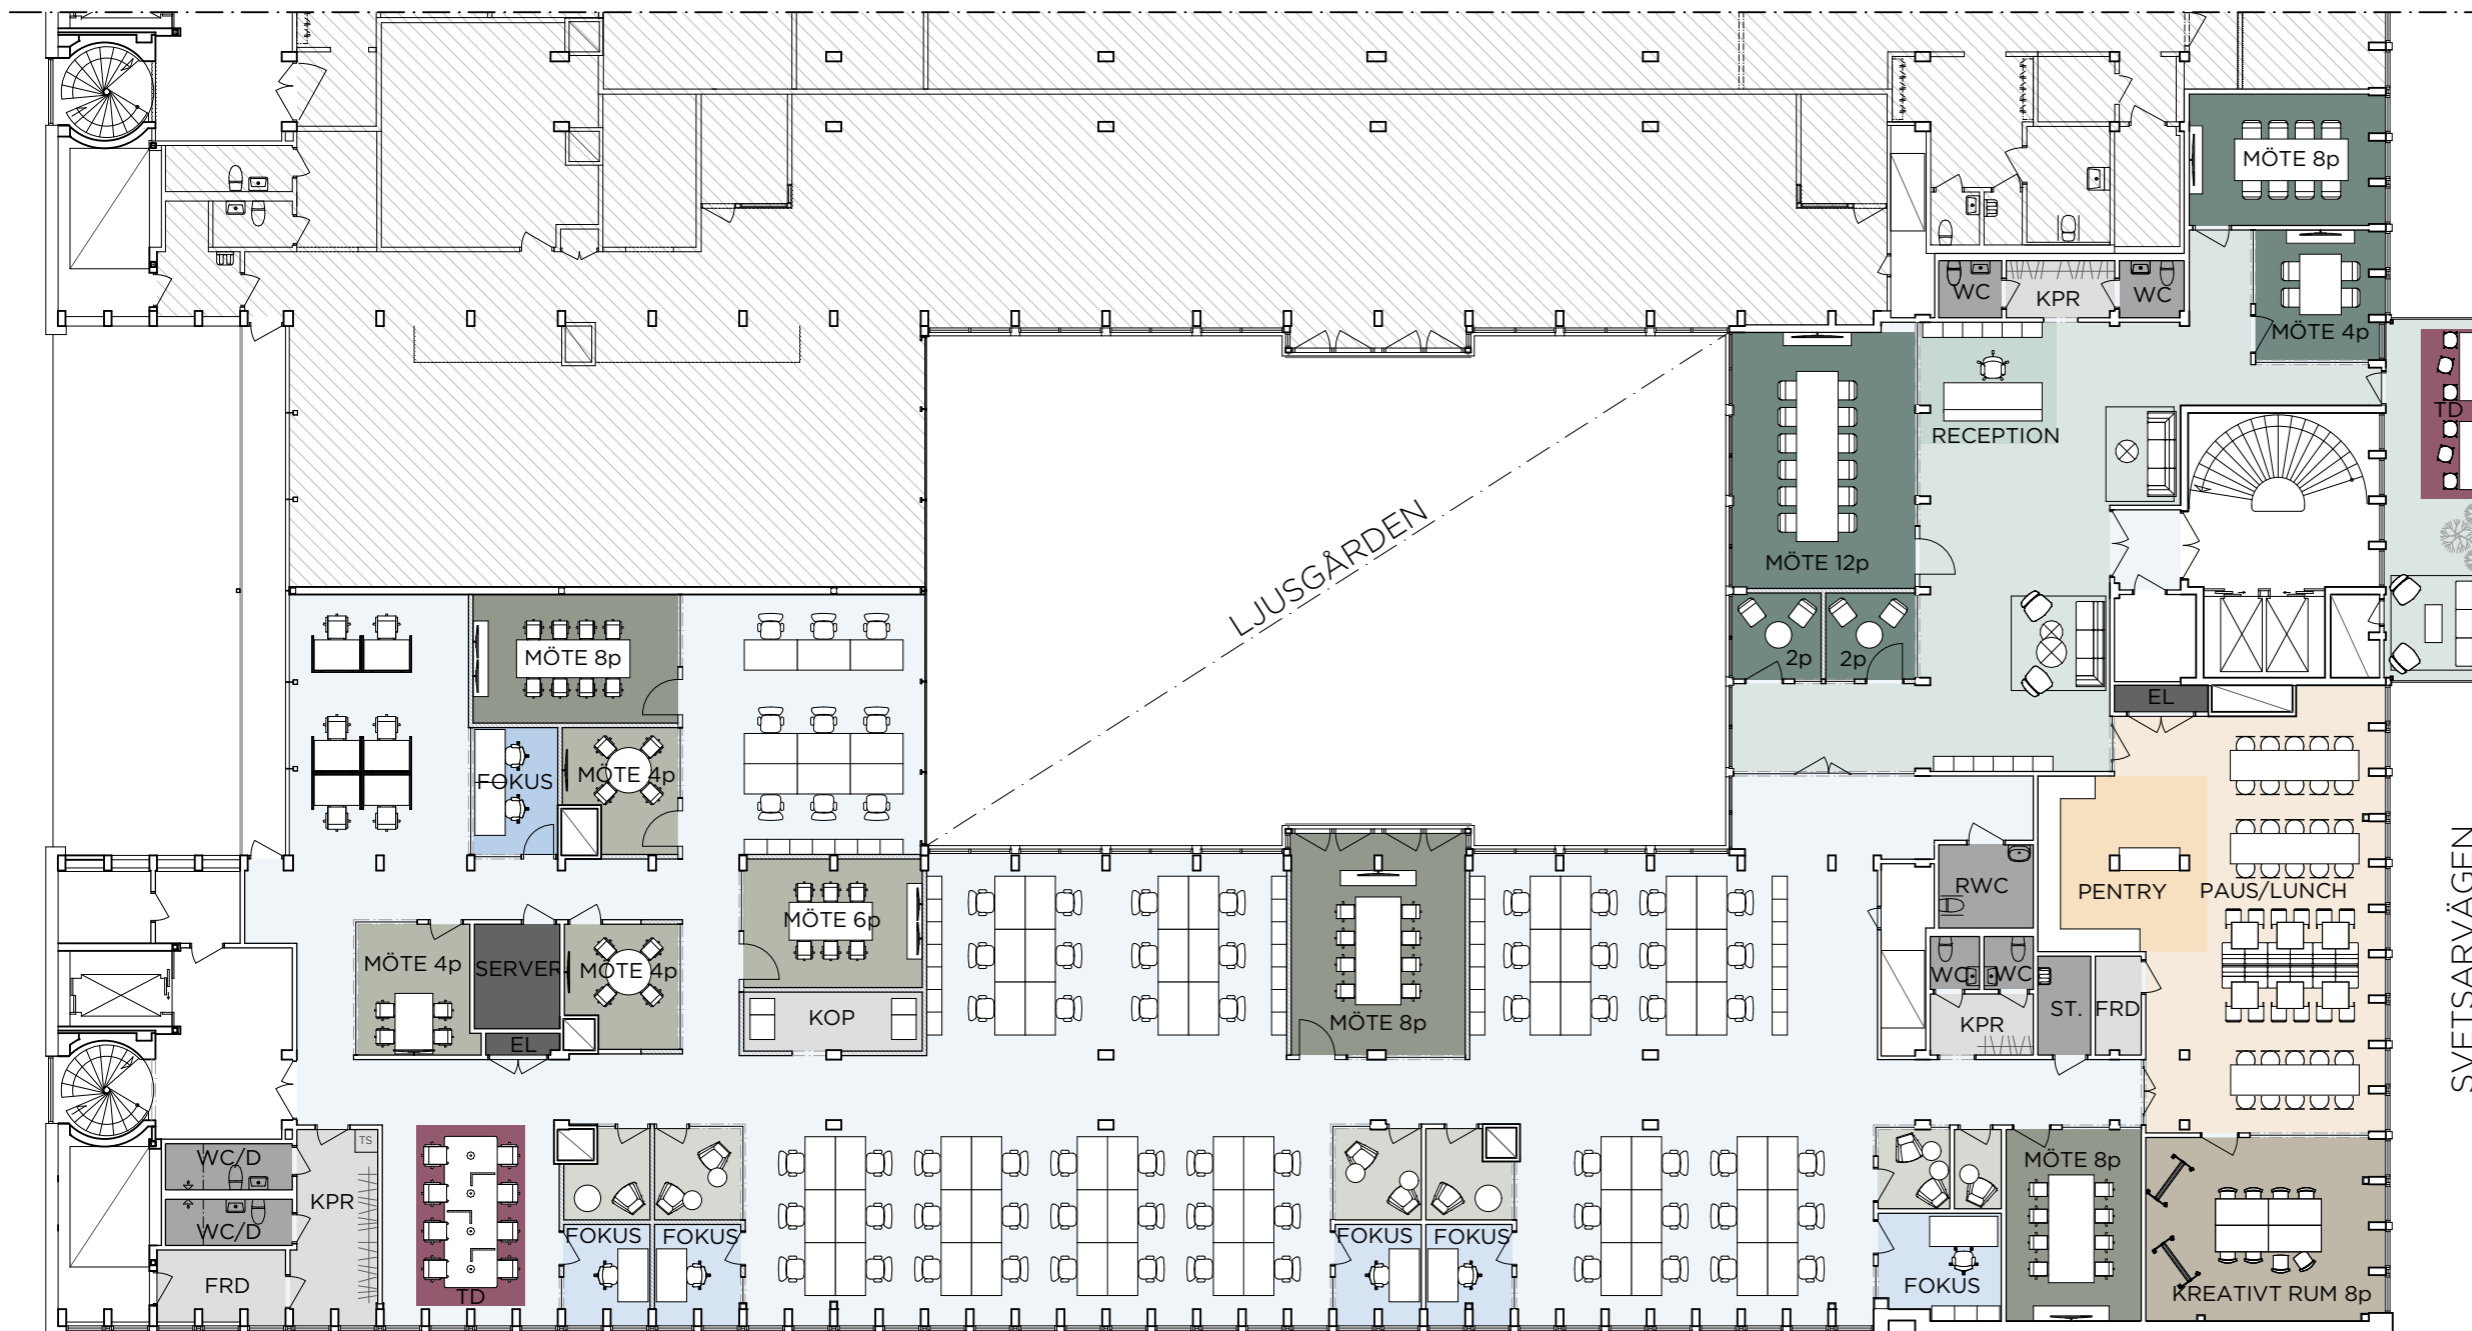 MÖTE 8p
WC
KPR
WC
MÖTE 4p
TD
RECEPTION
LJUSGÅRDEN
MÖTE 12p
2p
2p
MÖTE 8p
EL
FOKUS
MÖTE 4p
RWC
PENTRY
PAUS/LUNCH
SVETSARVÄGEN
MÖTE 6p
MÖTE 4p
SERVER
MÖTE 4p
WC
WC
KOP
MÖTE 8p
KPR
ST.
FRD
EL
TS
WC/D
KPR
WC/D
FRD
TD
FOKUS
FOKUS
FOKUS
FOKUS
MÖTE 8p
FOKUS
KREATIVT RUM 8p